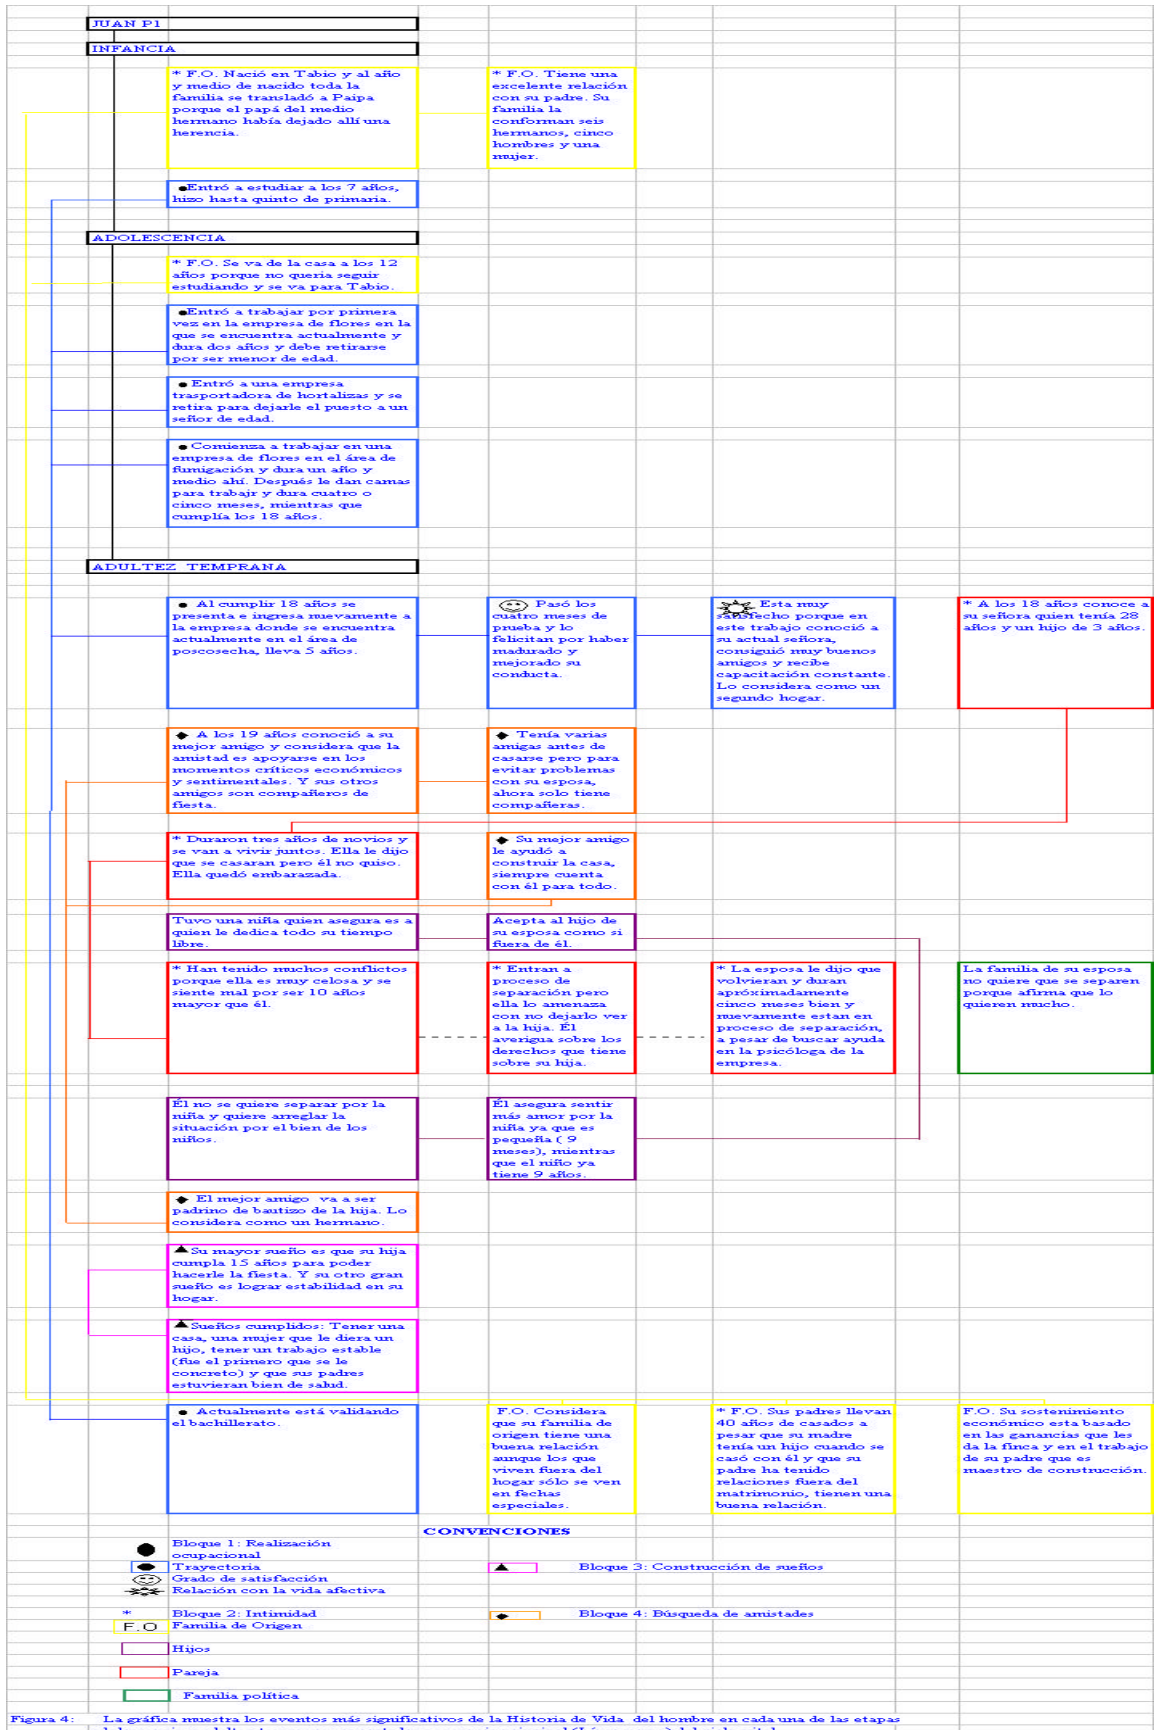 JUAN P1
INFANCIA
* F.O. Nació en Tabio y al año
y medio de nacido toda la
familia se transladó a Paipa
porque el papá del medio
hermano había dejado allí una
herencia.
* F.O. Tiene una
excelente relación
con su padre. Su
familia la
conforman seis
hermanos, cinco
hombres y una
mujer.
●Entró a estudiar a los 7 años,
hizo hasta quinto de primaria.
ADOLESCENCIA
* F.O. Se va de la casa a los 12
años porque no queria seguir
estudiando y se va para Tabio.
●Entró a trabajar por primera
vez en la empresa de flores en la
que se encuentra actualmente y
dura dos años y debe retirarse
por ser menor de edad.
● Entró a una empresa
trasportadora de hortalizas y se
retira para dejarle el puesto a un
señor de edad.
●Comienza a trabajar en una
empresa de flores en el área de
fumigación y dura un año y
medio ahí. Después le dan camas
para trabajr y dura cuatro o
cinco meses, mientras que
cumplía los 18 años.
ADULTEZ TEMPRANA
● Al cumplir 18 años se
presenta e ingresa nuevamente a
la empresa donde se encuentra
actualmente en el área de
poscosecha, lleva 5 años.
Pasó los
cuatro meses de
prueba y lo
felicitan por haber
madurado y
mejorado su
conducta.
Esta muy
satisfecho porque en
este trabajo conoció a
su actual señora,
consiguió muy buenos
amigos y recibe
capacitación constante.
Lo considera como un
segundo hogar.
* A los 18 años conoce a
su señora quien tenía 28
años y un hijo de 3 años.
◆ A los 19 años conoció a su
mejor amigo y considera que la
amistad es apoyarse en los
momentos críticos económicos
y sentimentales. Y sus otros
amigos son compañeros de
fiesta.
◆ Tenía varias
amigas antes de
casarse pero para
evitar problemas
con su esposa,
ahora solo tiene
compañeras.
* Duraron tres años de novios y
se van a vivir juntos. Ella le dijo
que se casaran pero él no quiso.
Ella quedó embarazada.
◆ Su mejor amigo
le ayudó a
construir la casa,
siempre cuenta
con él para todo.
Tuvo una niña quien asegura es a
quien le dedica todo su tiempo
libre.
Acepta al hijo de
su esposa como si
fuera de él.
* Han tenido muchos conflictos
porque ella es muy celosa y se
siente mal por ser 10 años
mayor que él.
* Entran a
proceso de
separación pero
ella lo amenaza
con no dejarlo ver
a la hija. Él
averigua sobre los
derechos que tiene
sobre su hija.
* La esposa le dijo que
volvieran y duran
apróximadamente
cinco meses bien y
nuevamente estan en
proceso de separación,
a pesar de buscar ayuda
en la psicóloga de la
empresa.
La familia de su esposa
no quiere que se separen
porque afirma que lo
quieren mucho.
Él no se quiere separar por la
niña y quiere arreglar la
situación por el bien de los
niños.
Él asegura sentir
más amor por la
niña ya que es
pequeña ( 9
meses), mientras
que el niño ya
tiene 9 años.
◆ El mejor amigo va a ser
padrino de bautizo de la hija. Lo
considera como un hermano.
▲Su mayor sueño es que su hija
cumpla 15 años para poder
hacerle la fiesta. Y su otro gran
sueño es lograr estabilidad en su
hogar.
▲Sueños cumplidos: Tener una
casa, una mujer que le diera un
hijo, tener un trabajo estable
(fue el primero que se le
concreto) y que sus padres
estuvieran bien de salud.
● Actualmente está validando
el bachillerato.
F.O. Considera
que su familia de
origen tiene una
buena relación
aunque los que
viven fuera del
hogar sólo se ven
en fechas
especiales.
* F.O. Sus padres llevan
40 años de casados a
pesar que su madre
tenía un hijo cuando se
casó con él y que su
padre ha tenido
relaciones fuera del
matrimonio, tienen una
buena relación.
F.O. Su sostenimiento
económico esta basado
en las ganancias que les
da la finca y en el trabajo
de su padre que es
maestro de construcción.
CONVENCIONES
Bloque 1: Realización
ocupacional
Trayectoria
Grado de satisfacción
Relación con la vida afectiva
▲ Bloque 3: Construcción de sueños
* Bloque 2: Intimidad
F.O Familia de Origen
◆ Bloque 4: Búsqueda de amistades
Hijos
Pareja
Familia política
Figura 4: La gráfica muestra los eventos más significativos de la Historia de Vida del hombre en cada una de las etapas